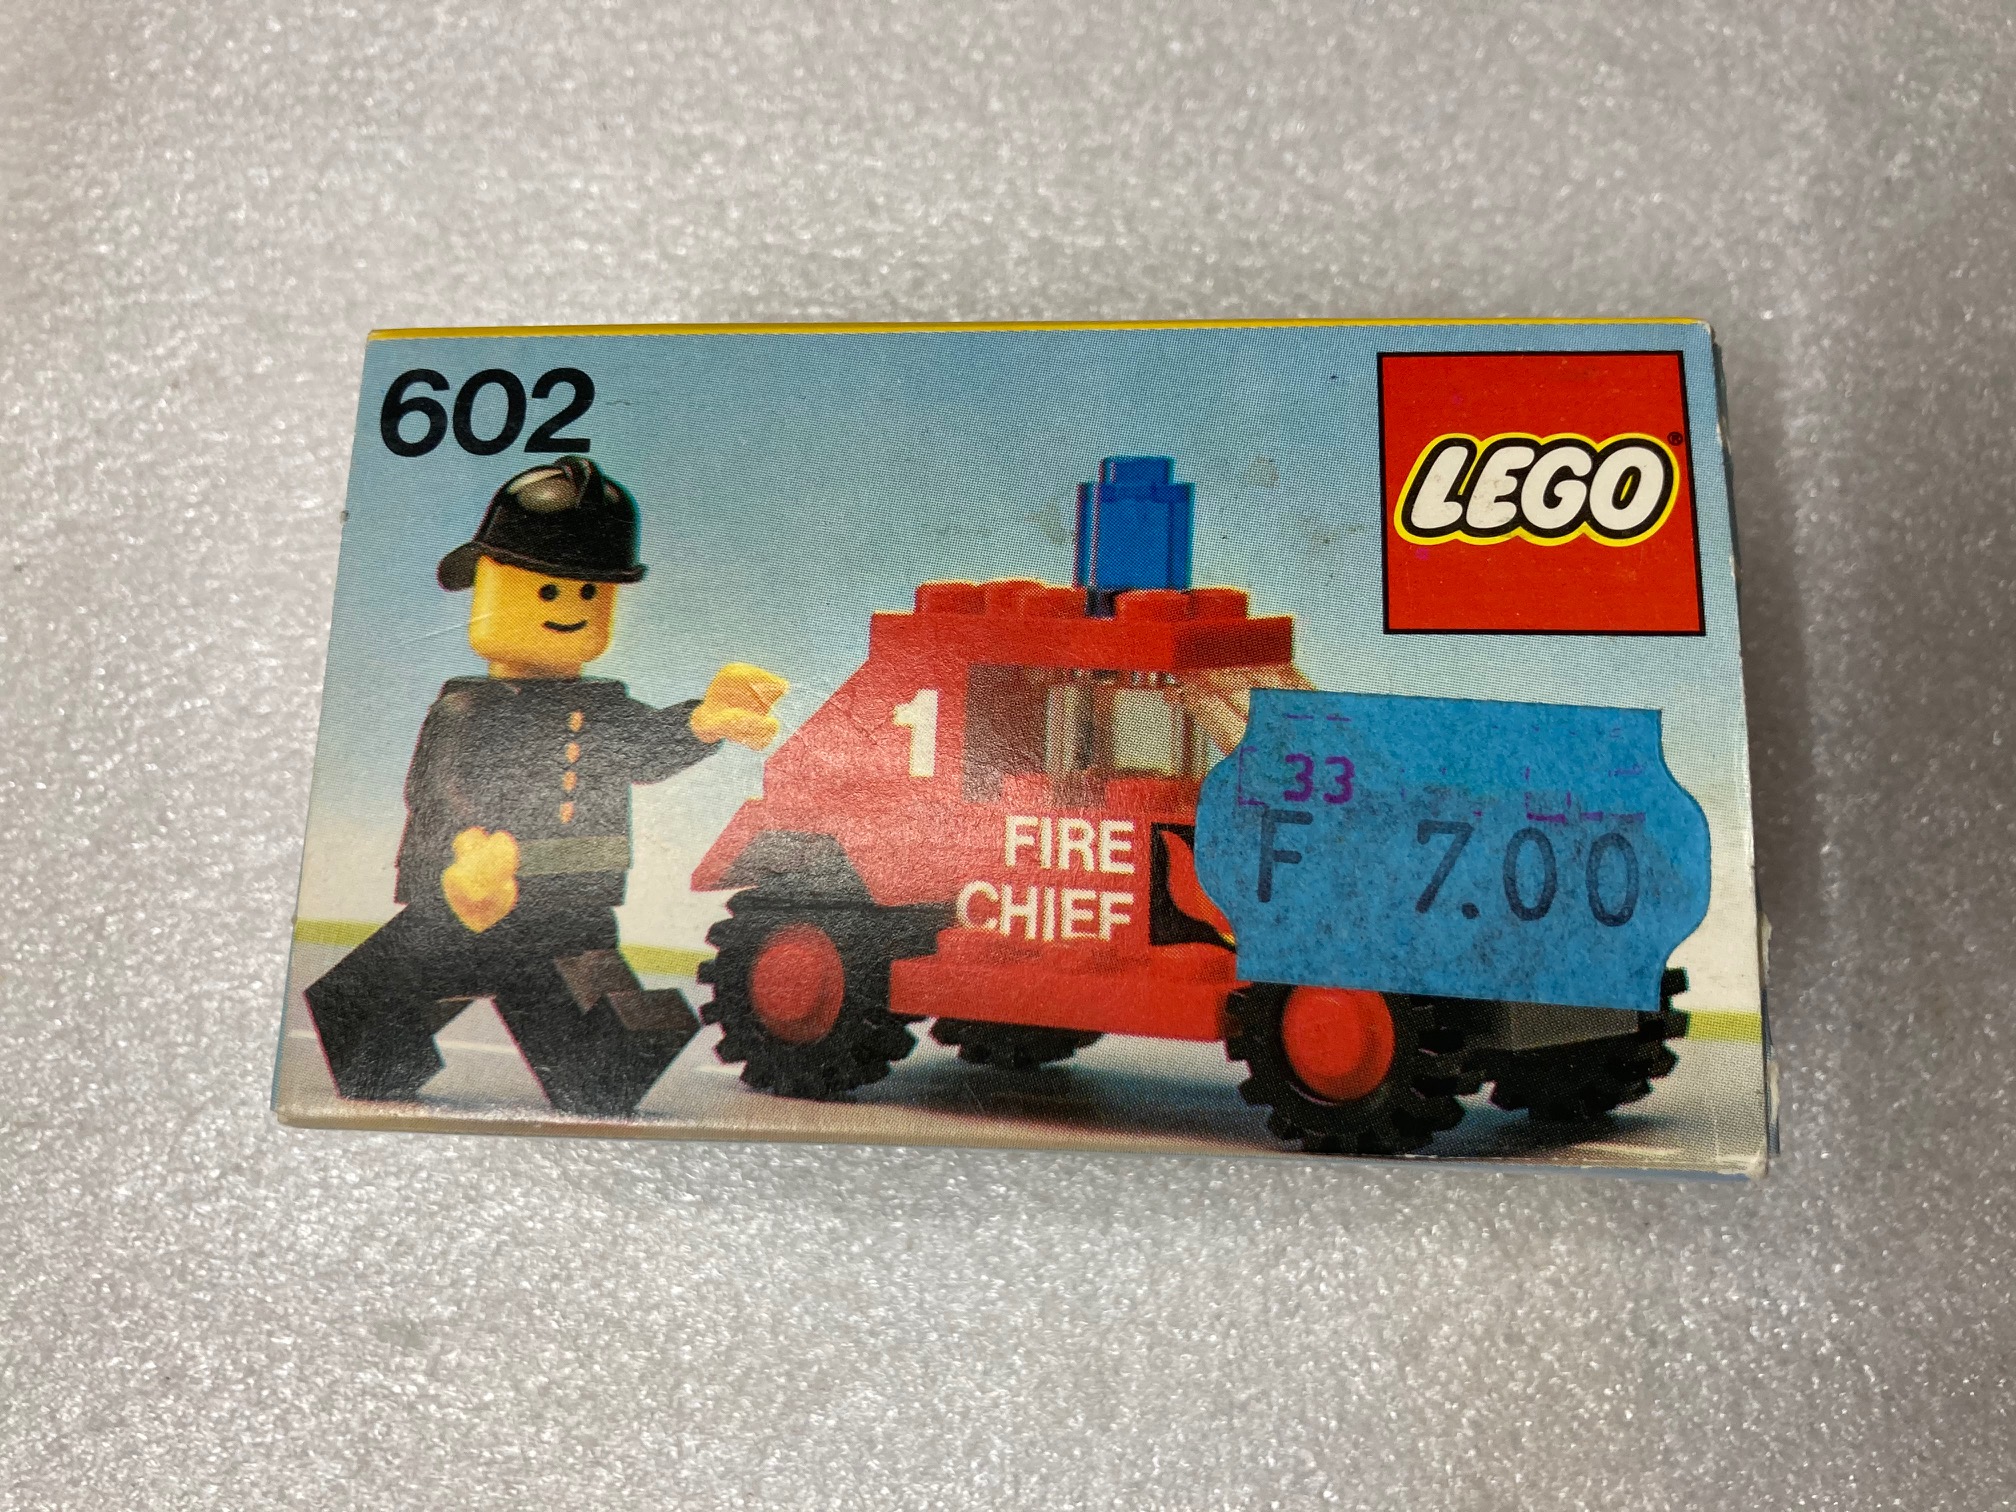 602
LEGO®
1
FIRE
CHIEF
33
F 7.00